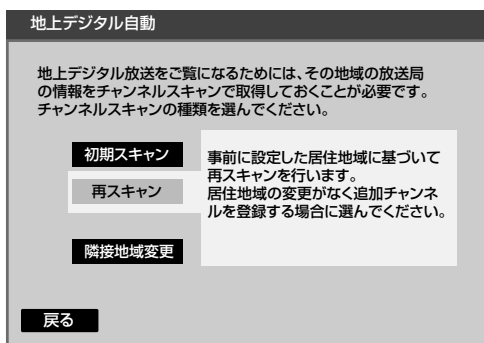 地上デジタル自動
地上デジタル放送をご覧になるためには、その地域の放送局
の情報をチャンネルスキャンで取得しておくことが必要です。
チャンネルスキャンの種類を選んでください。
初期スキャン
再スキャン
隣接地域変更
事前に設定した居住地域に基づいて
再スキャンを行います。
居住地域の変更がなく追加チャンネ
ルを登録する場合に選んでください。
戻る